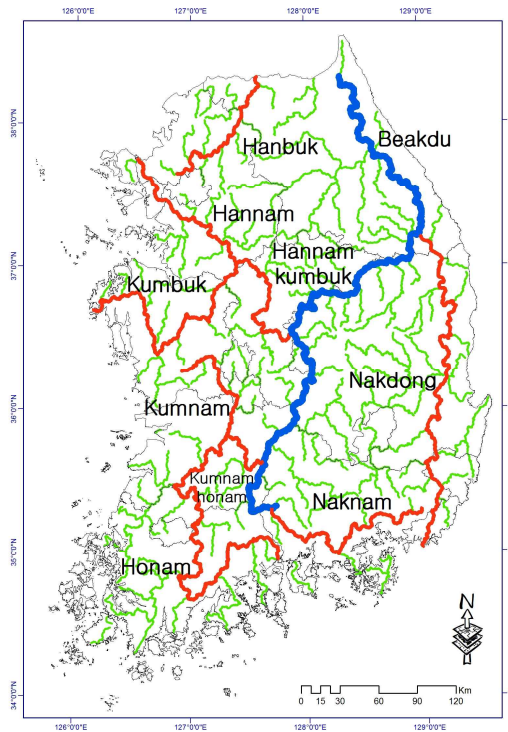 126°0'0"E 127°0'0"E 128°0'0"E 129°0'0"E
38°0'0"N
Beakdu
Hanbuk
Hannam
Hannam
kumbuk
37°0'0"N
Kumbuk
Nakdong
36°0'0"N
Kumnam
Kumnam
honam
Naknam
35°0'0"N
Honam
N
34°0'0"N
Km
0 15 30 60 90 120
126°0'0"E 127°0'0"E 128°0'0"E 129°0'0"E